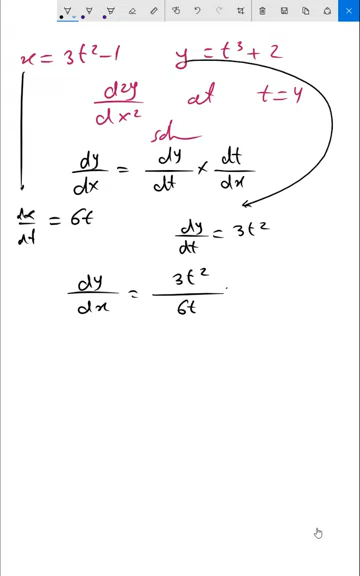 x = 3t² - 1 y = t³ + 2
d2y/dx² at t = 4
soln
dy/dx = dy/dt × dt/dx
dx/dt = 6t
dy/dt = 3t²
dy/dx = 3t²/6t